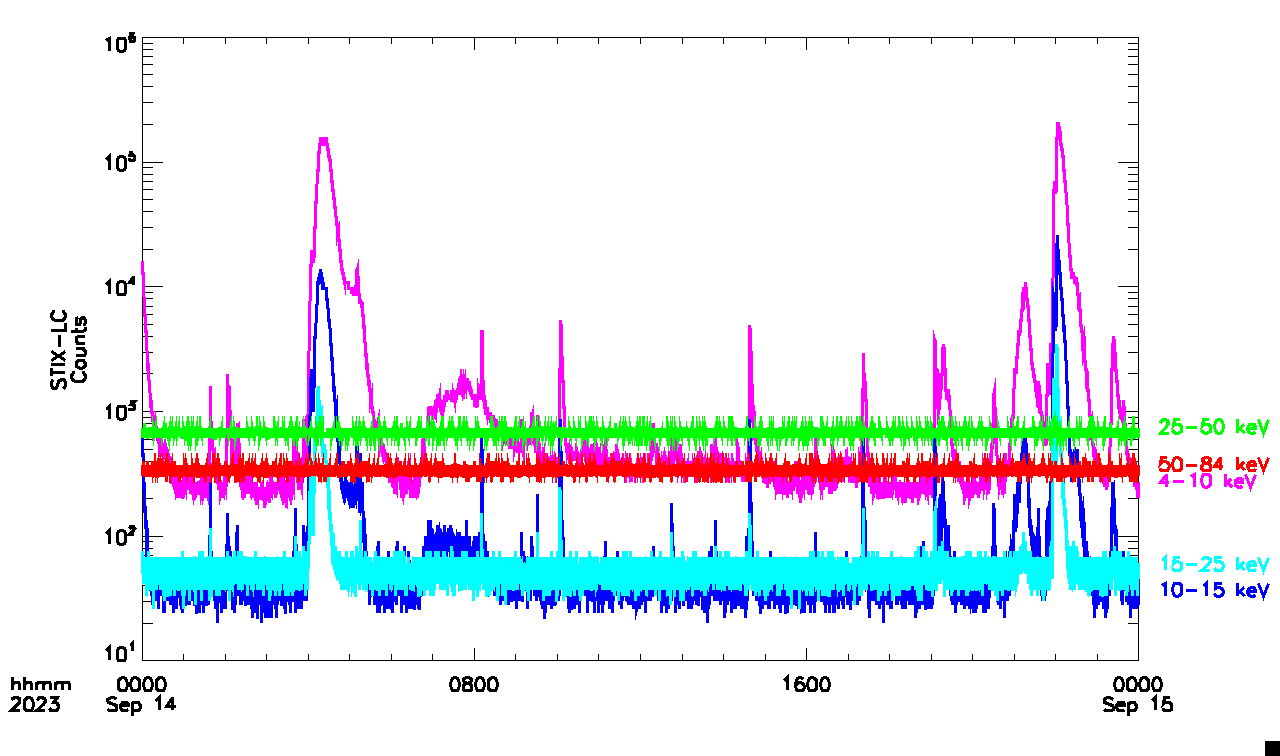 10⁶
10⁵
10⁴
10³
10²
10¹
STIX-LC
Counts
25-50 keV
50-84 keV
4-10 keV
15-25 keV
10-15 keV
hhmm 0000 0800 1600 0000
2023 Sep 14 Sep 15